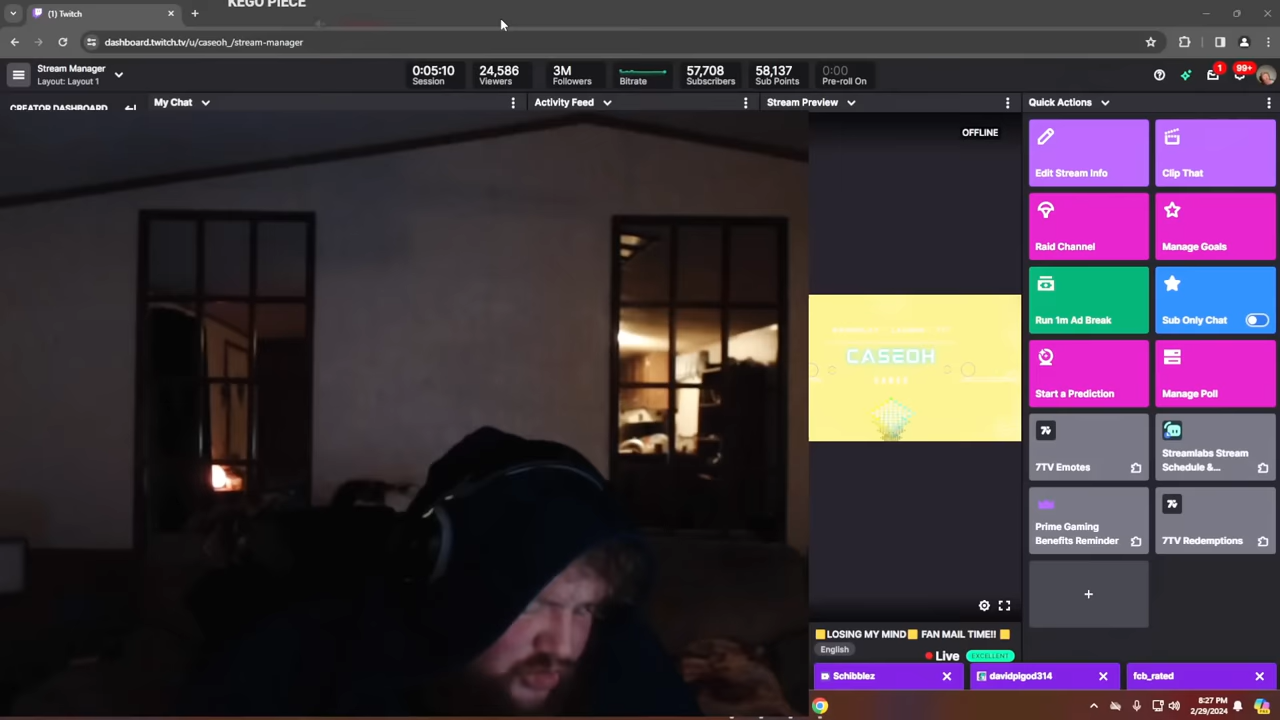 KEGO PIECE
(1) Twitch
dashboard.twitch.tv/u/caseoh_/stream-manager
Stream Manager
Layout: Layout 1
0:05:10
Session
24,586
Viewers
3M
Followers
Bitrate
57,708
Subscribers
58,137
Sub Points
0:00
Pre-roll On
1
99+
CREATOR DASHBOARD
My Chat
Activity Feed
Stream Preview
Quick Actions
OFFLINE
CASEOH
Edit Stream Info
Clip That
Raid Channel
Manage Goals
Run 1m Ad Break
Sub Only Chat
Start a Prediction
Manage Poll
7TV Emotes
Streamlabs Stream
Schedule &...
Prime Gaming
Benefits Reminder
7TV Redemptions
🟨LOSING MY MIND🟨 FAN MAIL TIME!! 🟨
English
Live
EXCELLENT
Schibblez
davidpigod314
fcb_rated
8:27 PM
2/29/2024